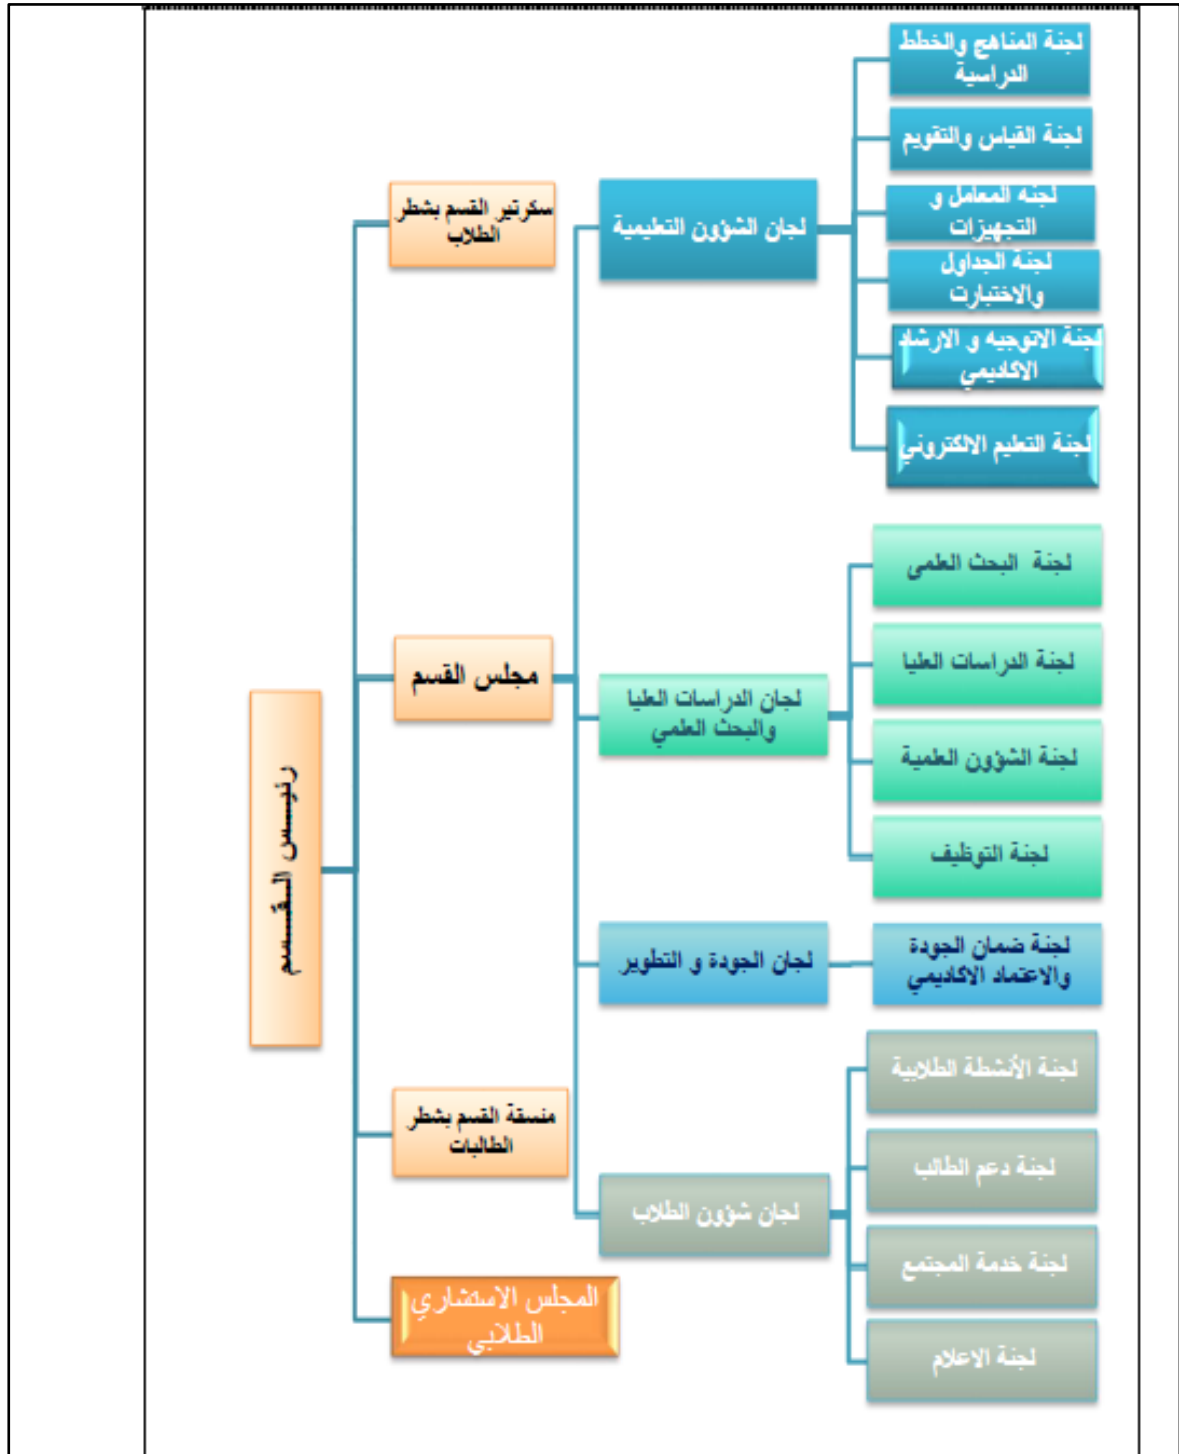 رئيس القسم
سكرتير القسم بشطر
الطلاب
مجلس القسم
منسقة القسم بشطر
الطالبات
المجلس الاستشاري
الطلابي
لجان الشؤون التعليمية
لجنة المناهج والخطط
الدراسية
لجنة القياس والتقويم
لجنه المعامل و
التجهيزات
لجنة الجداول
والاختبارت
لجنة الاتوجيه و الارشاد
الاكاديمي
لجنة التعليم الالكتروني
لجان الدراسات العليا
والبحث العلمي
لجنة البحث العلمى
لجنة الدراسات العليا
لجنة الشؤون العلمية
لجنة التوظيف
لجان الجودة و التطوير
لجنة ضمان الجودة
والاعتماد الاكاديمي
لجان شؤون الطلاب
لجنة الأنشطة الطلابية
لجنة دعم الطالب
لجنة خدمة المجتمع
لجنة الاعلام